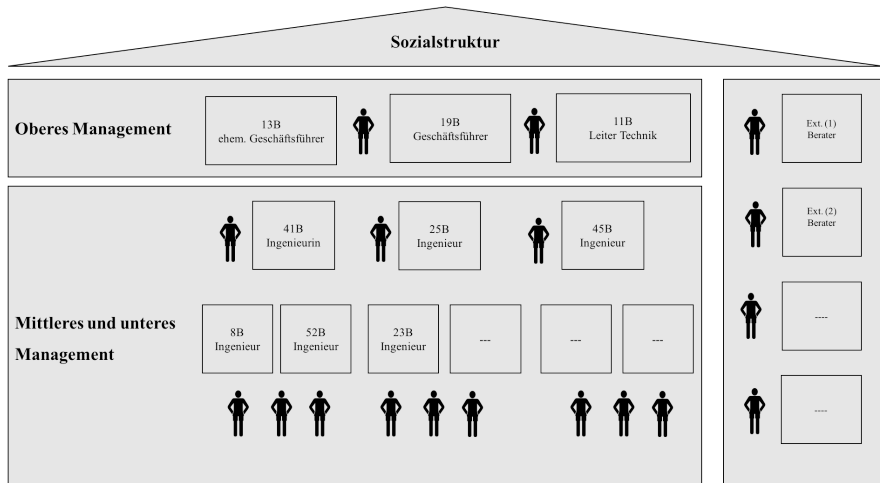 Sozialstruktur
Oberes Management
13B
ehem. Geschäftsführer
19B
Geschäftsführer
11B
Leiter Technik
Ext. (1)
Berater
Ext. (2)
Berater
----
----
Mittleres und unteres
Management
41B
Ingenieurin
25B
Ingenieur
45B
Ingenieur
8B
Ingenieur
52B
Ingenieur
23B
Ingenieur
---
---
---